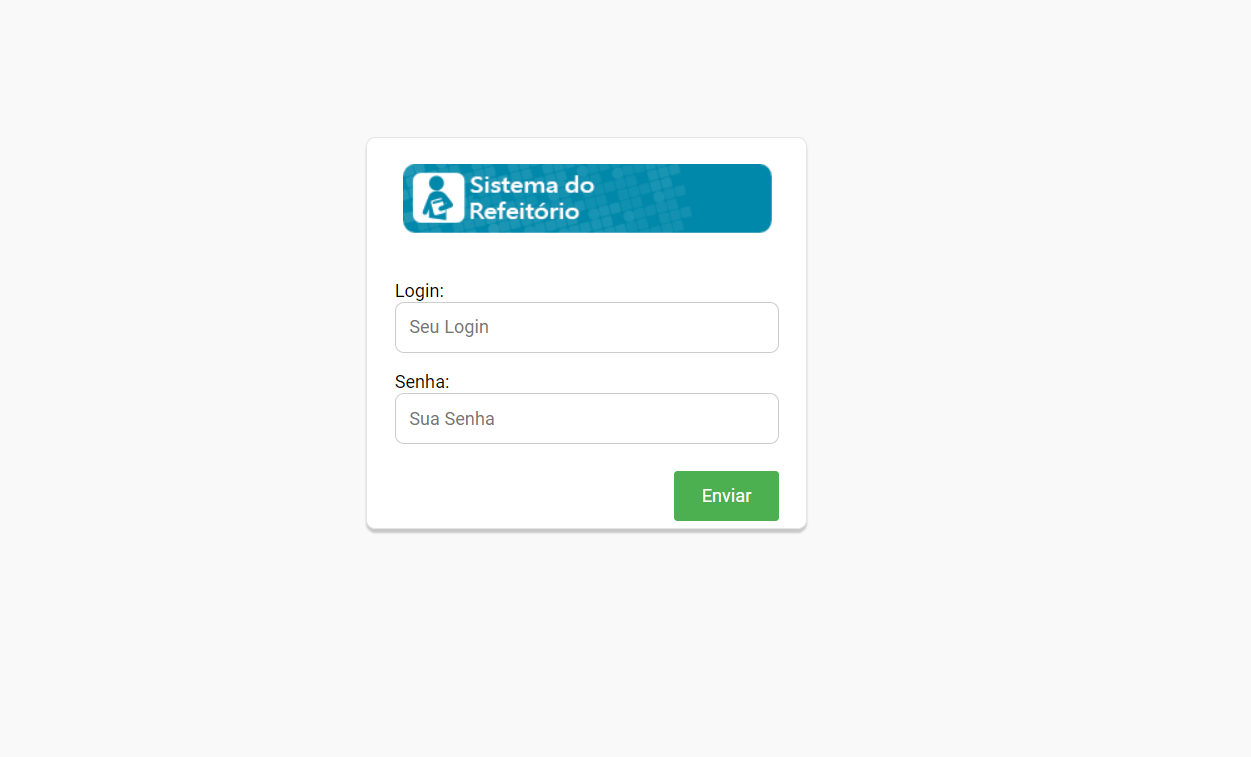 Sistema do
Refeitório
Login:
Seu Login
Senha:
Sua Senha
Enviar